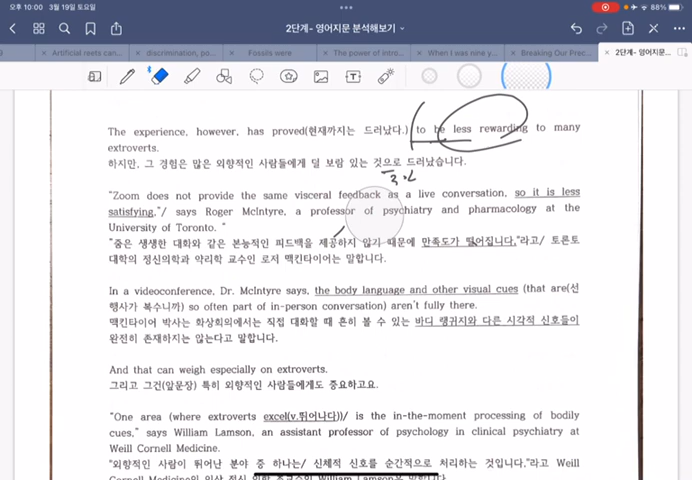 오후 10:00 3월 19일 토요일
88%
2단계- 영어지문 분석해보기
9
Artificial reets can...
discrimination, po...
Fossils were
The power of intro...
When I was nine y...
Breaking Our Prec...
2단계- 영어지문...
The experience, however, has proved(현재까지는 드러났다.) to be less rewarding to many
extroverts.
하지만, 그 경험은 많은 외향적인 사람들에게 덜 보람 있는 것으로 드러났습니다.
"Zoom does not provide the same visceral feedback as a live conversation, so it is less
satisfying,"/ says Roger McIntyre, a professor of psychiatry and pharmacology at the
University of Toronto. "
"줌은 생생한 대화와 같은 본능적인 피드백을 제공하지 않기 때문에 만족도가 떨어집니다,"라고/ 토론토
대학의 정신의학과 약리학 교수인 로저 맥킨타이어는 말합니다.
In a videoconference, Dr. McIntyre says, the body language and other visual cues (that are(선
행사가 복수니까) so often part of in-person conversation) aren't fully there.
맥킨타이어 박사는 화상회의에서는 직접 대화할 때 흔히 볼 수 있는 바디 랭귀지와 다른 시각적 신호들이
완전히 존재하지는 않는다고 말합니다.
And that can weigh especially on extroverts.
그리고 그건(앞문장) 특히 외향적인 사람들에게도 중요하고요.
"One area (where extroverts excel(v.뛰어나다))/ is the in-the-moment processing of bodily
cues," says William Lamson, an assistant professor of psychology in clinical psychiatry at
Weill Cornell Medicine.
"외향적인 사람이 뛰어난 분야 중 하나는/ 신체적 신호를 순간적으로 처리하는 것입니다."라고 Weill